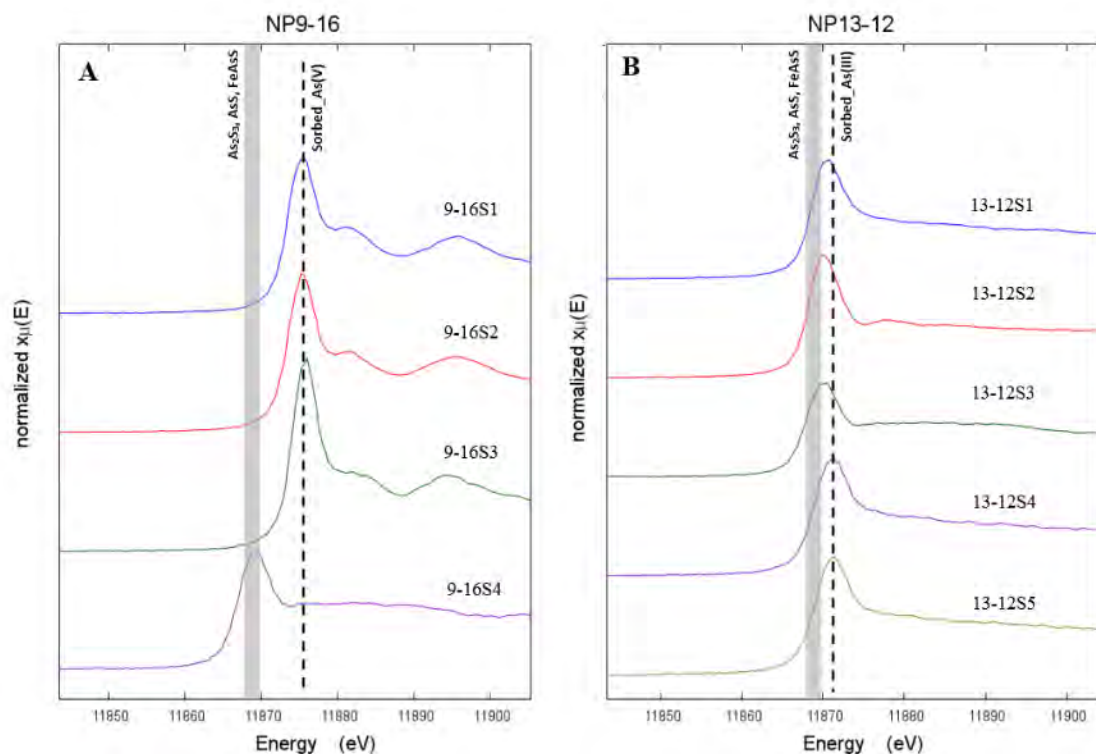 NP9-16
A
As₂S₃, AsS, FeAsS
Sorbed_As(V)
9-16S1
9-16S2
9-16S3
9-16S4
normalized xμ(E)
11850 11860 11870 11880 11890 11900
Energy (eV)
NP13-12
B
As₂S₃, AsS, FeAsS
Sorbed_As(III)
13-12S1
13-12S2
13-12S3
13-12S4
13-12S5
normalized xμ(E)
11850 11860 11870 11880 11890 11900
Energy (eV)